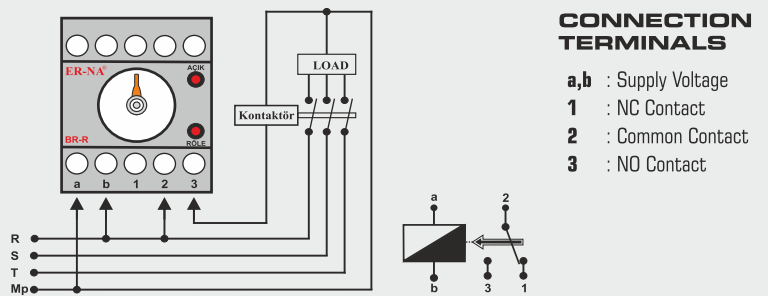 CONNECTION
TERMINALS
a,b : Supply Voltage
1 : NC Contact
2 : Common Contact
3 : NO Contact
ER-NA®
AÇIK
BR-R
RÖLE
a b 1 2 3
LOAD
Kontaktör
R
S
T
Mp
a 2
b 3 1